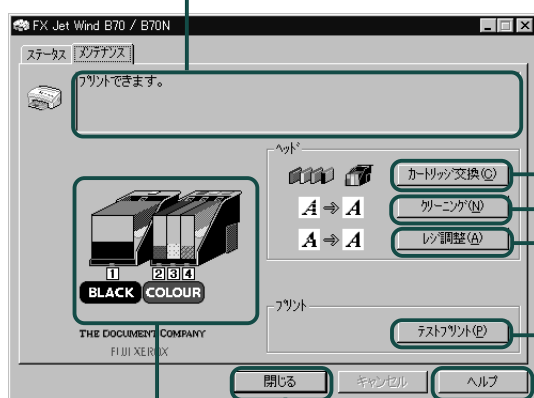 FX Jet Wind B70 / B70N
ステータス メンテナンス
プリントできます。
ヘッド
カートリッジ交換(C)
A ⇒ A
クリーニング(N)
A ⇒ A
レジ調整(A)
1 2 3 4
BLACK COLOUR
プリント
テストプリント(P)
THE DOCUMENT COMPANY
FUJI XEROX
閉じる キャンセル ヘルプ